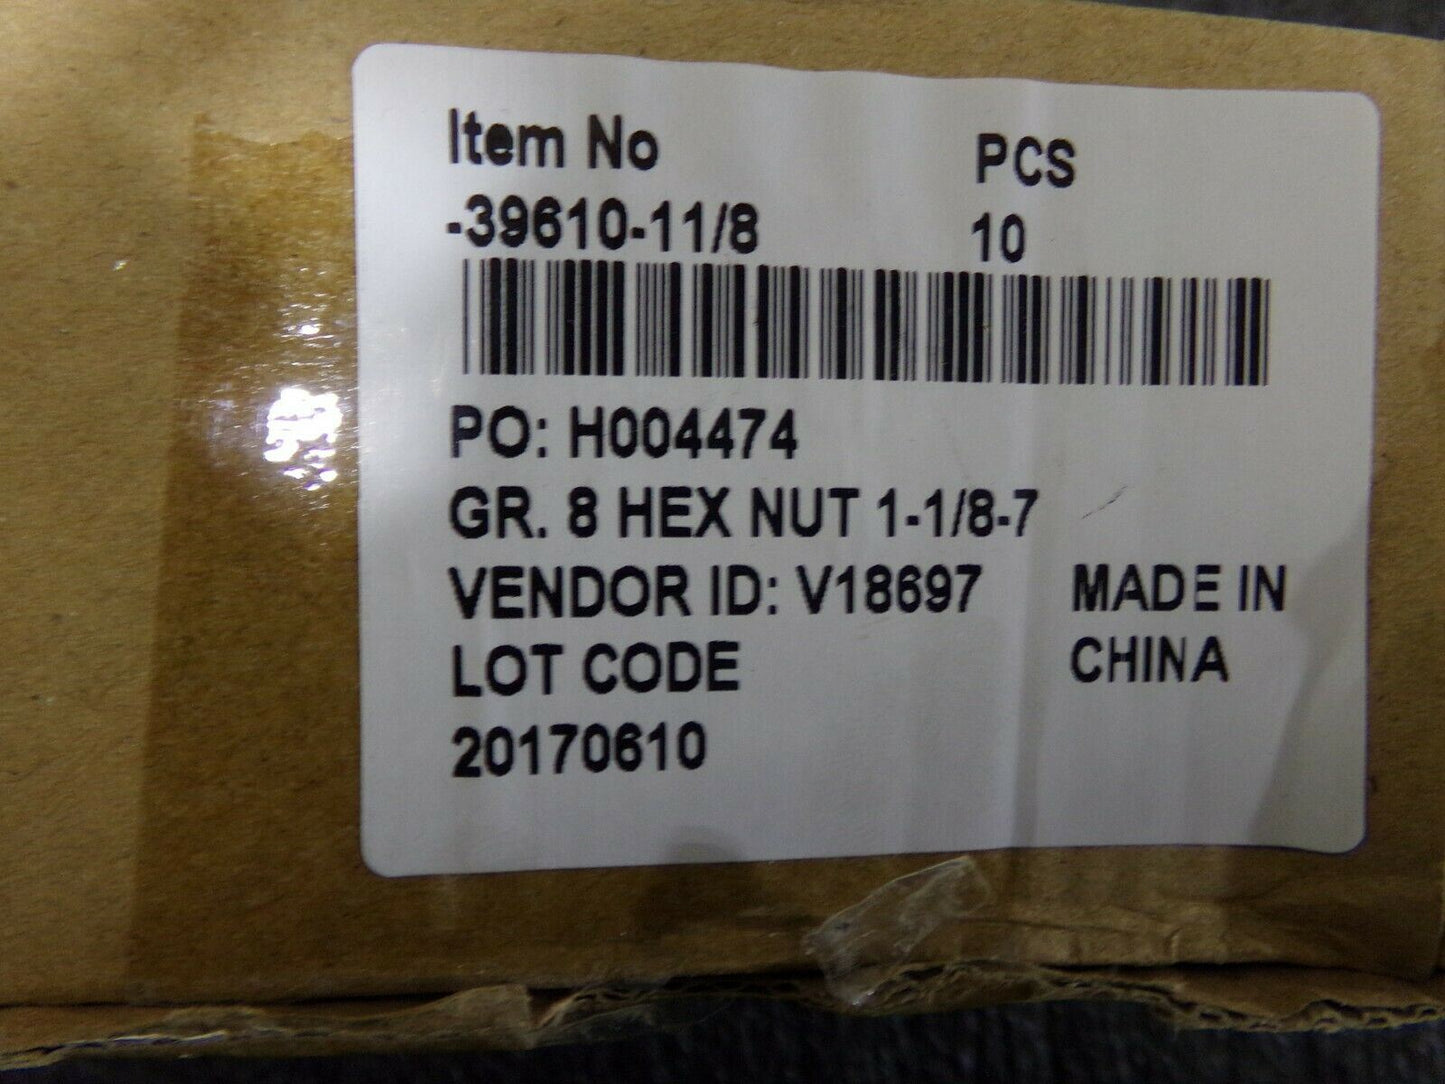 Item No PCS
-39610-11/8 10
PO: H004474
GR. 8 HEX NUT 1-1/8-7
VENDOR ID: V18697 MADE IN
LOT CODE CHINA
20170610